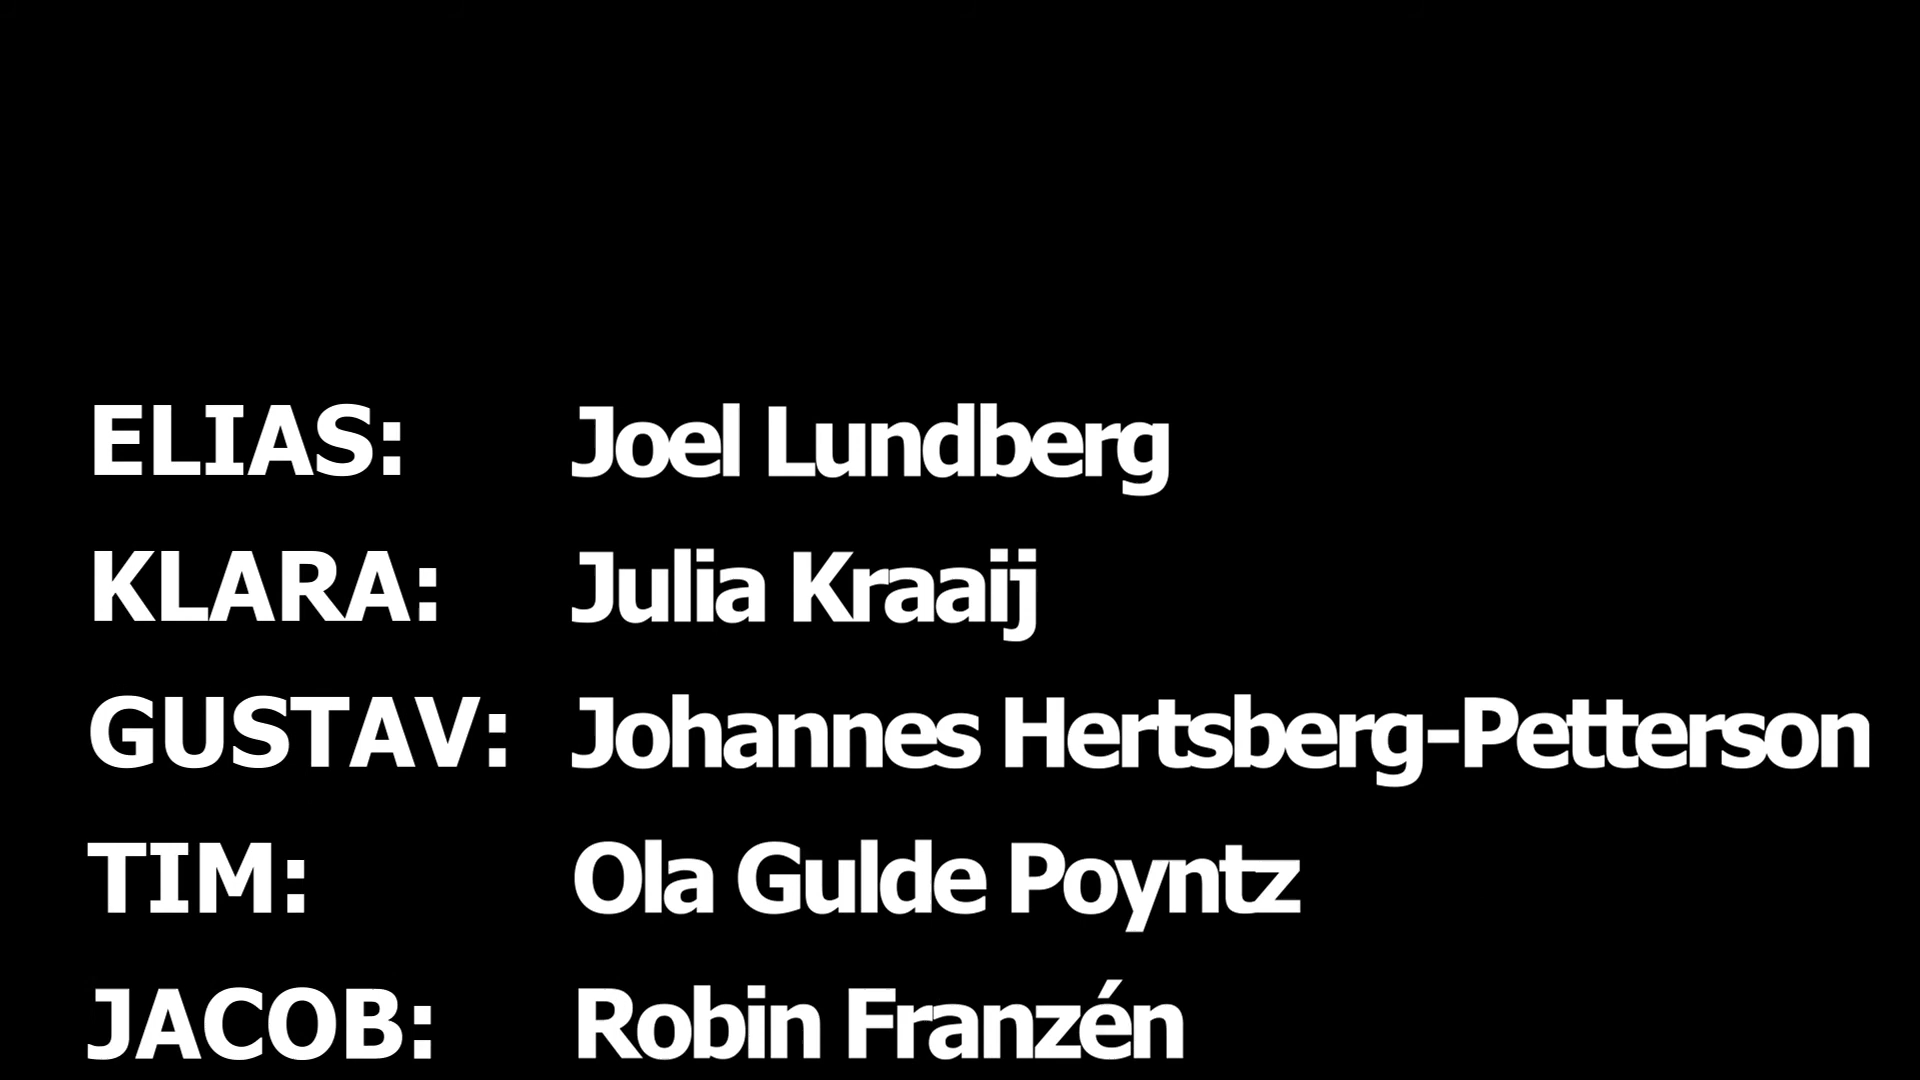 ELIAS: Joel Lundberg
KLARA: Julia Kraaij
GUSTAV: Johannes Hertsberg-Petterson
TIM: Ola Gulde Poyntz
JACOB: Robin Franzén